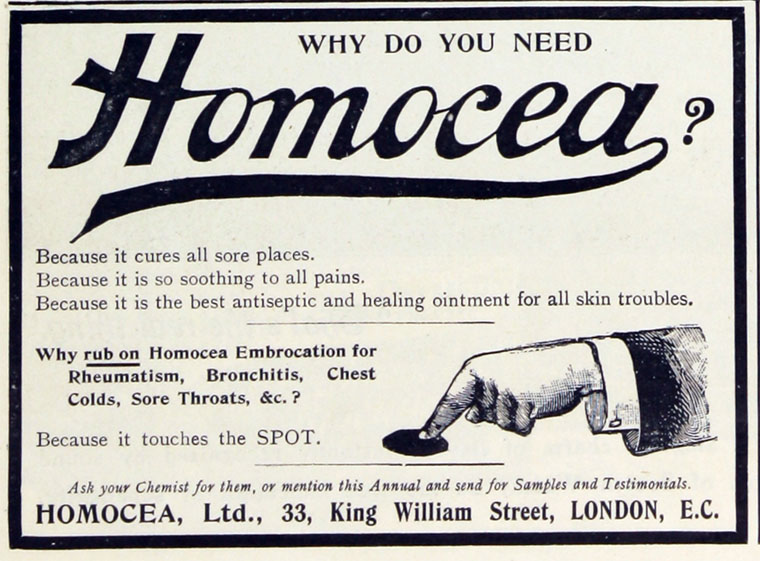 WHY DO YOU NEED
Homocea?
Because it cures all sore places.
Because it is so soothing to all pains.
Because it is the best antiseptic and healing ointment for all skin troubles.
Why rub on Homocea Embrocation for
Rheumatism, Bronchitis, Chest
Colds, Sore Throats, &c.?
Because it touches the SPOT.
Ask your Chemist for them, or mention this Annual and send for Samples and Testimonials.
HOMOCEA, Ltd., 33, King William Street, LONDON, E.C.